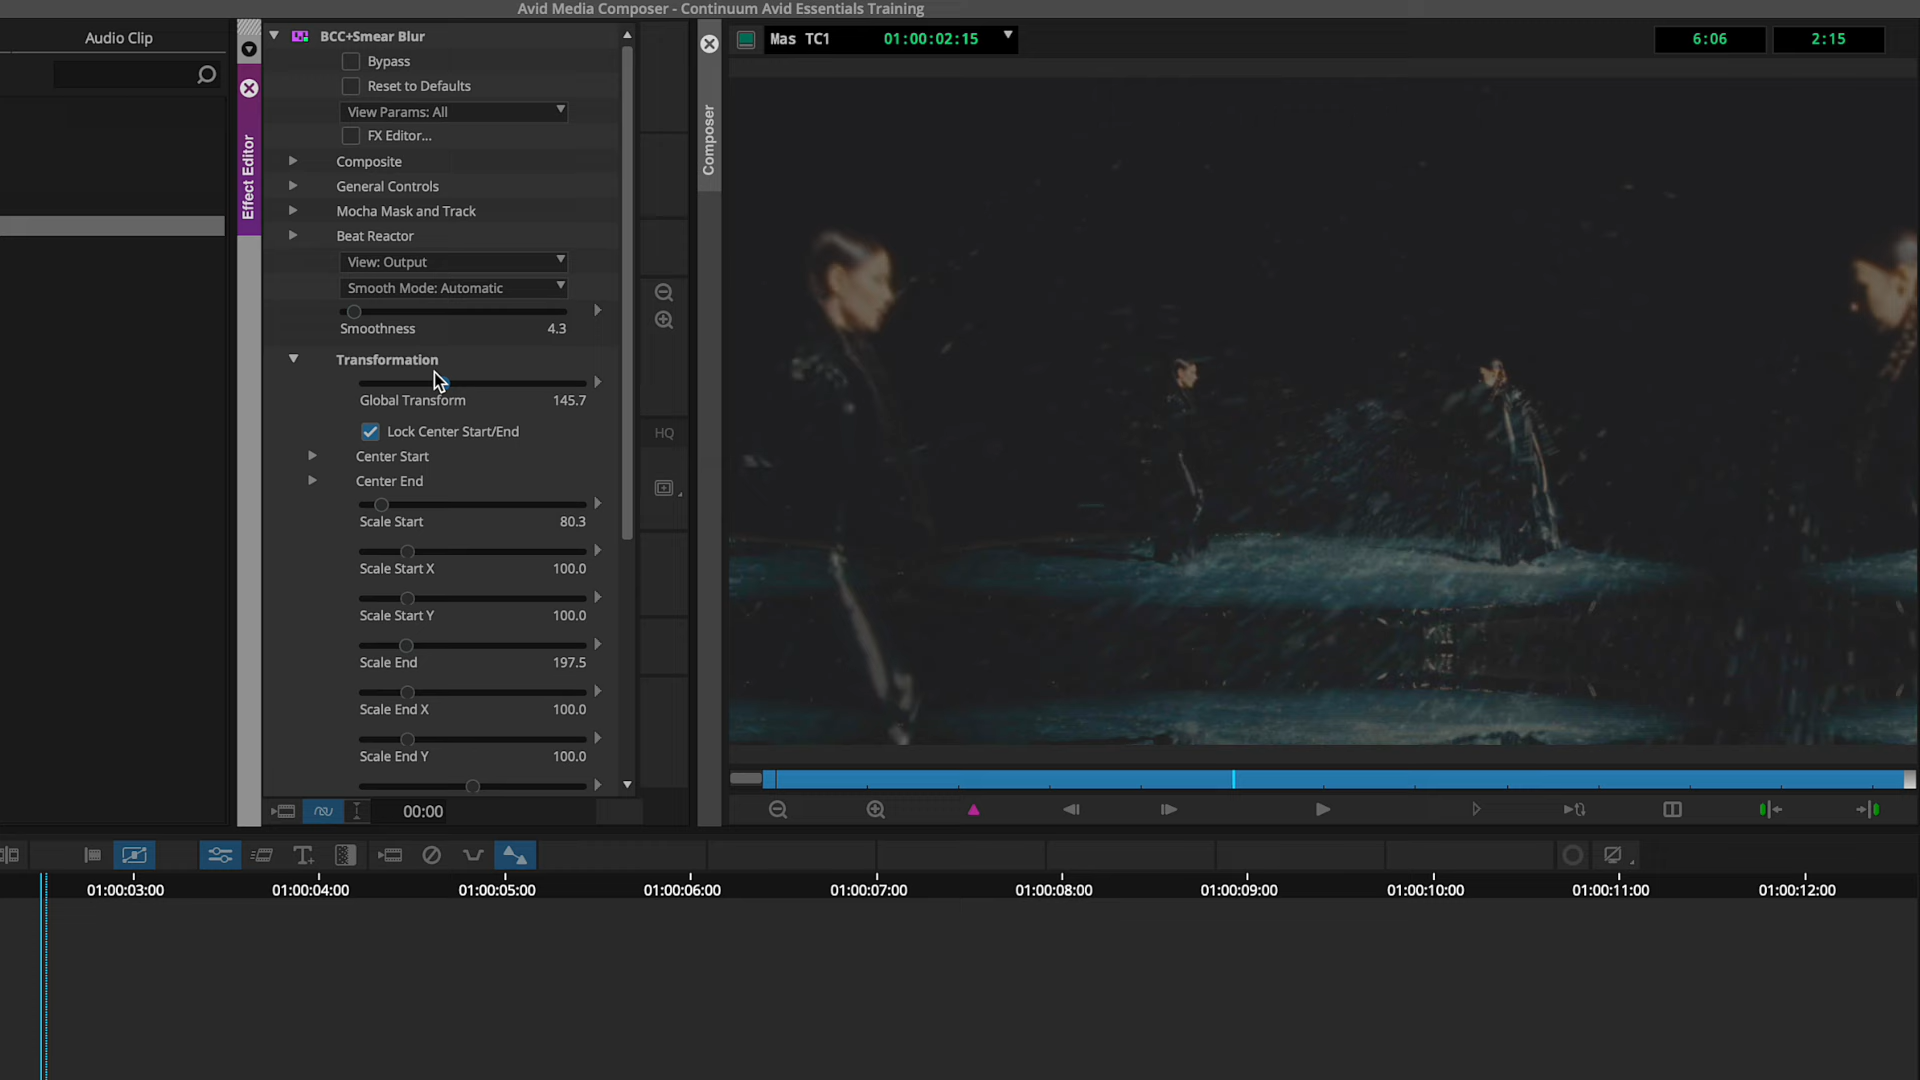 Avid Media Composer - Continuum Avid Essentials Training
Audio Clip
Effect Editor
BCC+Smear Blur
Bypass
Reset to Defaults
View Params: All
FX Editor...
Composite
General Controls
Mocha Mask and Track
Beat Reactor
View: Output
Smooth Mode: Automatic
Smoothness 4.3
Transformation
Global Transform 145.7
Lock Center Start/End
Center Start
Center End
Scale Start 80.3
Scale Start X 100.0
Scale Start Y 100.0
Scale End 197.5
Scale End X 100.0
Scale End Y 100.0
00:00
HQ
Composer
Mas TC1 01:00:02:15 6:06 2:15
01:00:03:00 01:00:04:00 01:00:05:00 01:00:06:00 01:00:07:00 01:00:08:00 01:00:09:00 01:00:10:00 01:00:11:00 01:00:12:00